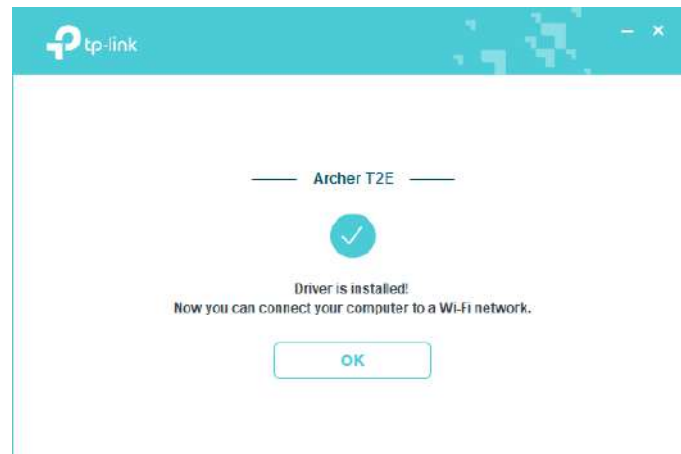 tp-link
Archer T2E
Driver is installed!
Now you can connect your computer to a Wi-Fi network.
OK